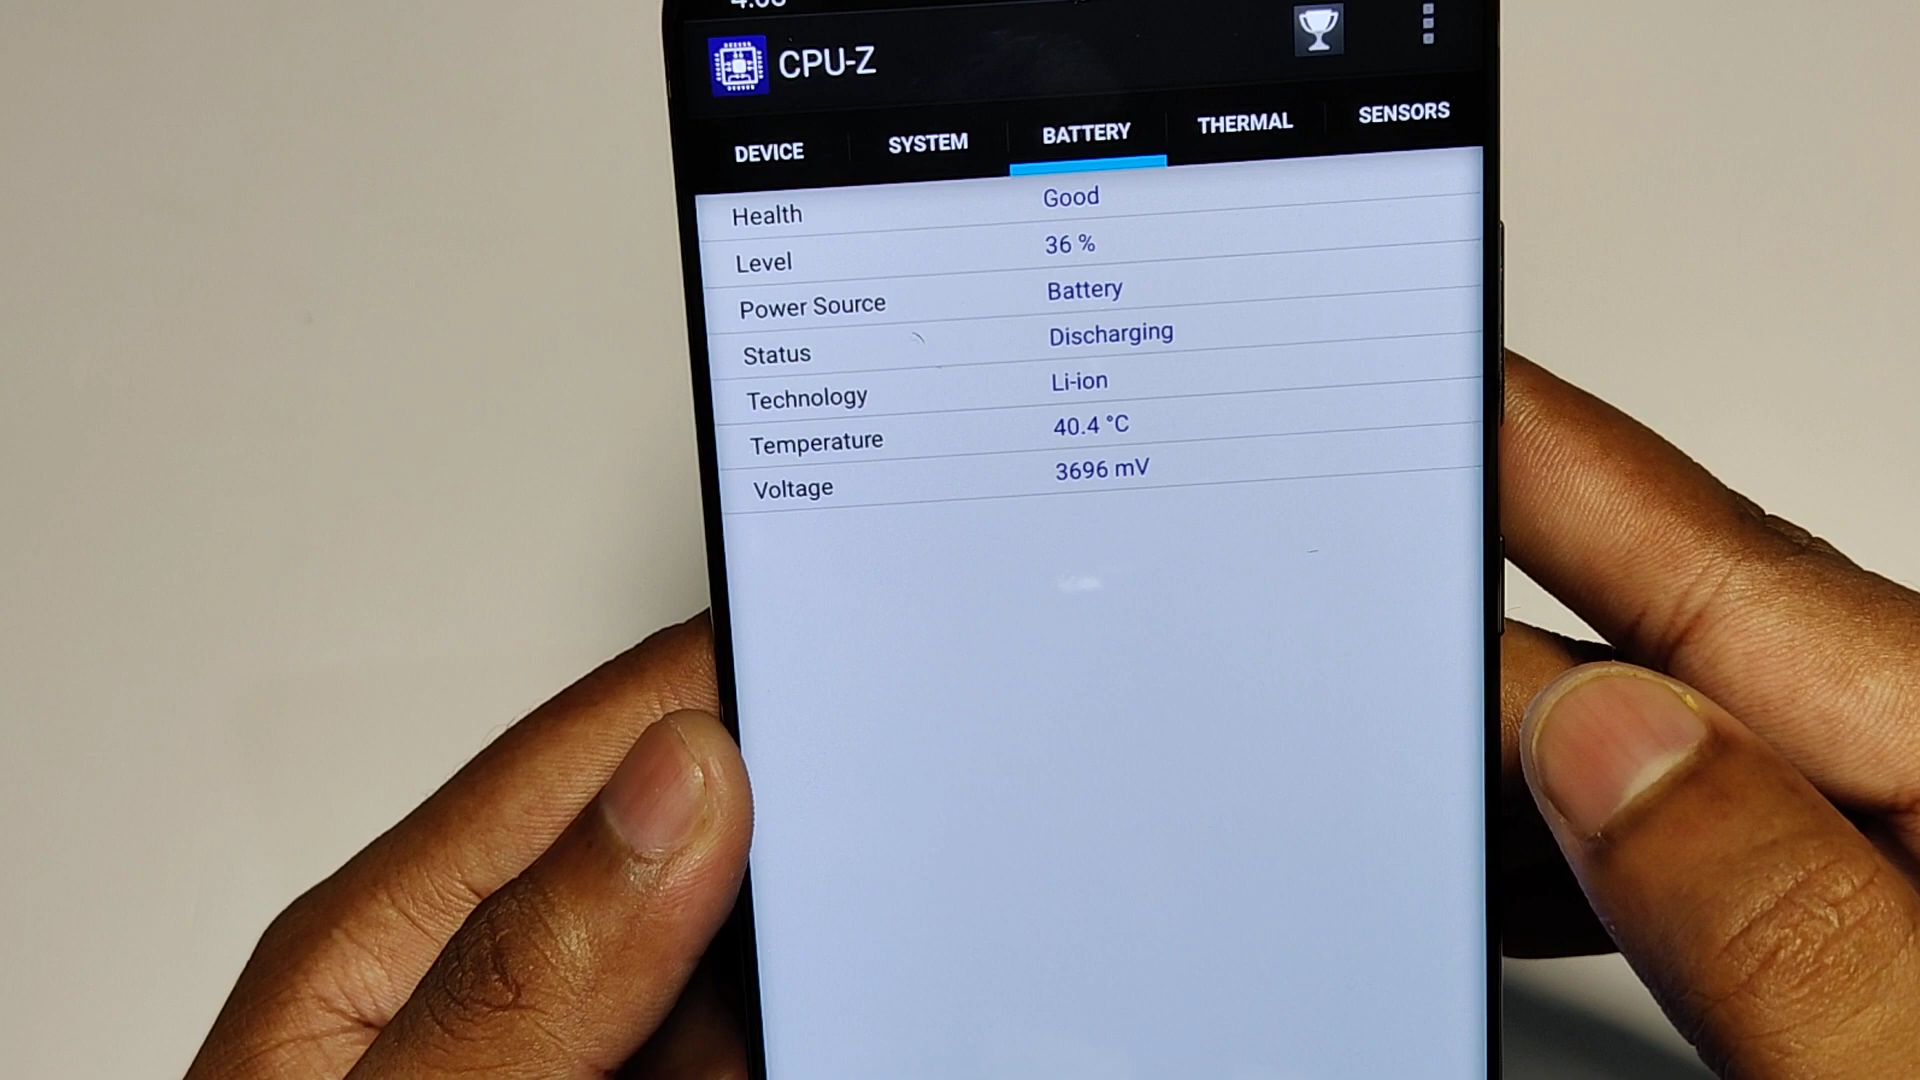 CPU-Z
DEVICE SYSTEM BATTERY THERMAL SENSORS
Health Good
Level 36 %
Power Source Battery
Status Discharging
Technology Li-ion
Temperature 40.4 °C
Voltage 3696 mV